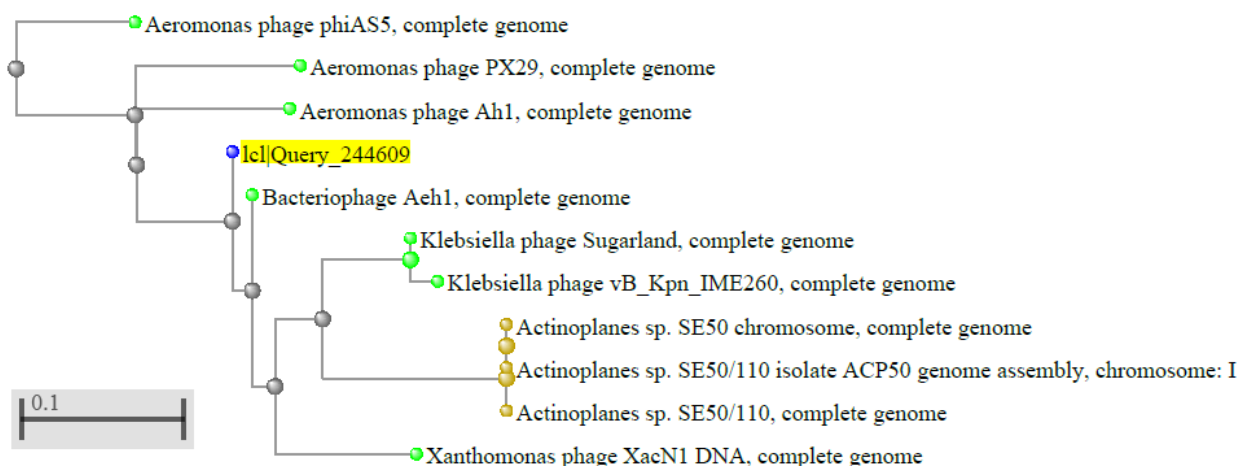 Aeromonas phage phiAS5, complete genome
Aeromonas phage PX29, complete genome
Aeromonas phage Ah1, complete genome
lcl|Query_244609
Bacteriophage Aeh1, complete genome
Klebsiella phage Sugarland, complete genome
Klebsiella phage vB_Kpn_IME260, complete genome
Actinoplanes sp. SE50 chromosome, complete genome
Actinoplanes sp. SE50/110 isolate ACP50 genome assembly, chromosome: I
0.1
Actinoplanes sp. SE50/110, complete genome
Xanthomonas phage XacN1 DNA, complete genome